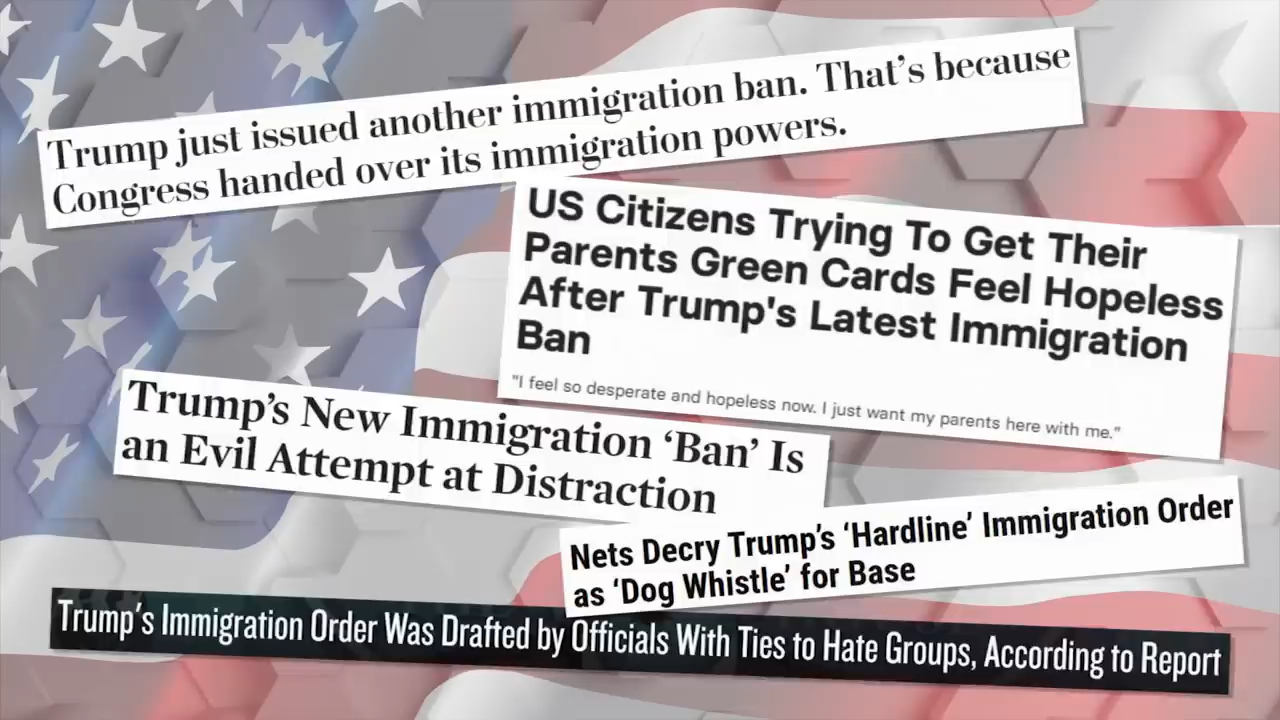 Trump just issued another immigration ban. That's because
Congress handed over its immigration powers.
US Citizens Trying To Get Their
Parents Green Cards Feel Hopeless
After Trump's Latest Immigration
Ban
"I feel so desperate and hopeless now. I just want my parents here with me."
Trump's New Immigration 'Ban' Is
an Evil Attempt at Distraction
Nets Decry Trump's 'Hardline' Immigration Order
as 'Dog Whistle' for Base
Trump's Immigration Order Was Drafted by Officials With Ties to Hate Groups, According to Report